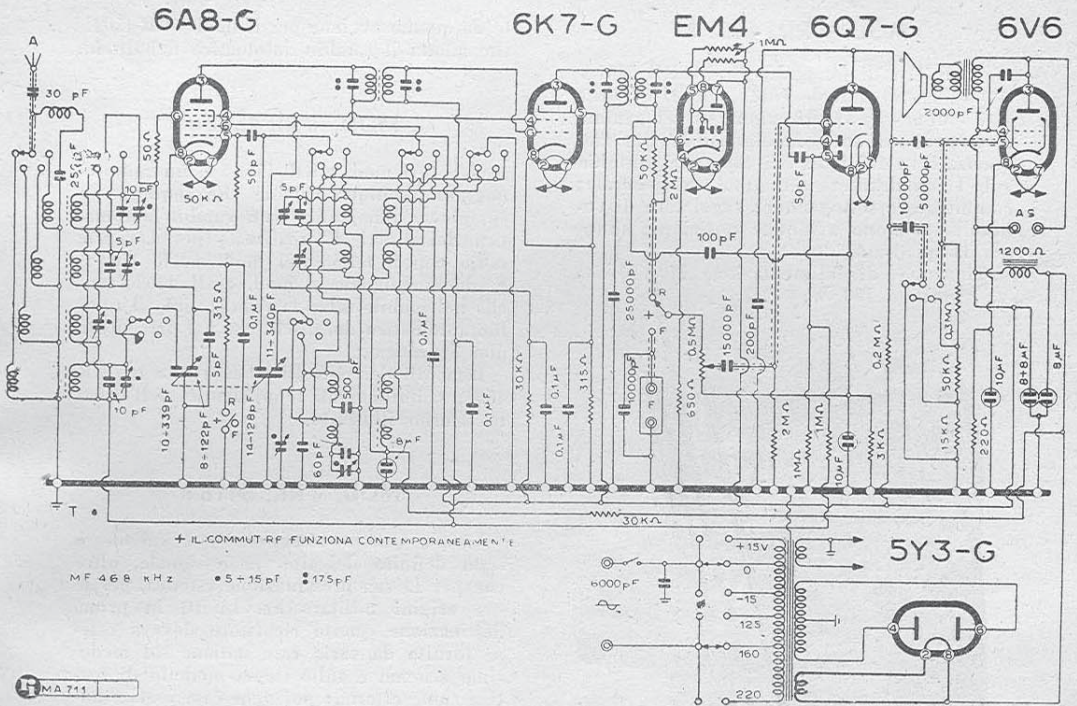 6A8-G
6K7-G
EM4
6Q7-G
6V6
A
30 pF
50Ω
50KΩ
50pF
10pF
5pF
10pF
315Ω
5pF
0.1µF
11-340pF
10÷339pF
8÷122pF
14-128pF
+
R
F
5pF
500pF
60pF
8µF
0.1µF
0.1µF
30KΩ
0.1µF
0.1µF
315Ω
1MΩ
50KΩ
2MΩ
25000pF
10000pF
R
+
F
F
F
100pF
0.5MΩ
650Ω
15000pF
200pF
50pF
2MΩ
1MΩ
1MΩ
10µF
3KΩ
0.2MΩ
10000pF
50000pF
2000pF
AS
1200Ω
0.3MΩ
50KΩ
15KΩ
220Ω
10µF
8+8µF
8µF
T
30KΩ
+ IL COMMUT-RF FUNZIONA CONTEMPORANEAMENTE
MF 468 KHz
5÷15pF
175pF
6000pF
+15V
0
-15
125
160
220
5Y3-G
MA 711